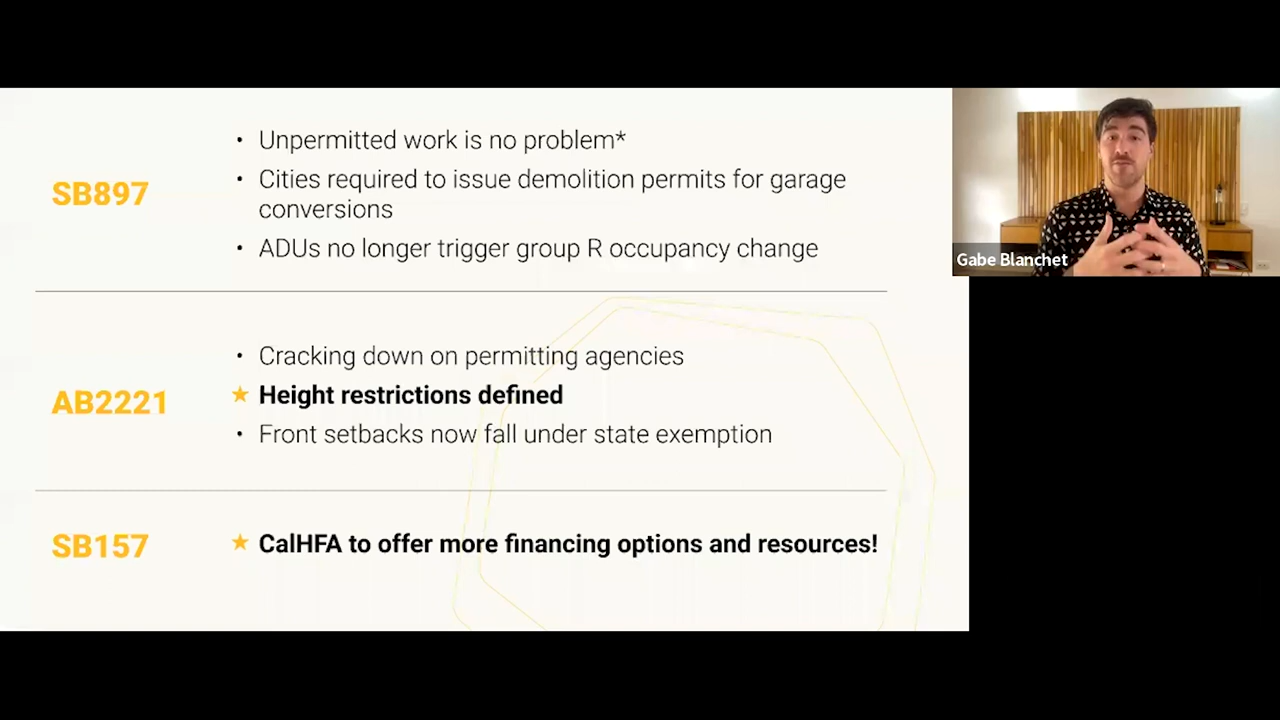 SB897
• Unpermitted work is no problem*
• Cities required to issue demolition permits for garage
conversions
• ADUs no longer trigger group R occupancy change
AB2221
• Cracking down on permitting agencies
★ Height restrictions defined
• Front setbacks now fall under state exemption
SB157
★ CalHFA to offer more financing options and resources!
Gabe Blanchet